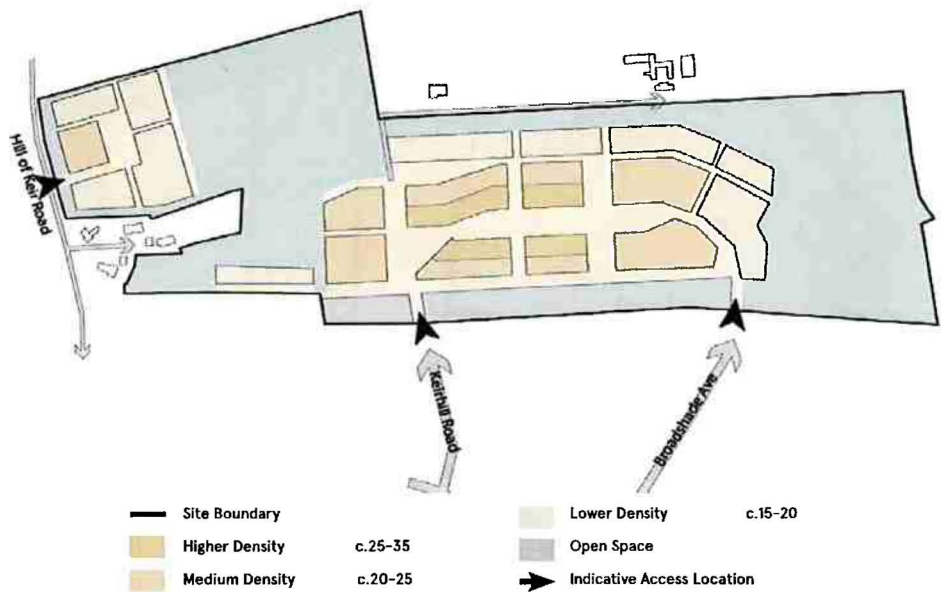 Hill of Keir Road
Keirhill Road
Broadshade Ave
Site Boundary
Higher Density c.25-35
Medium Density c.20-25
Lower Density c.15-20
Open Space
Indicative Access Location